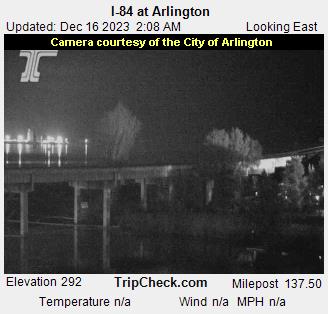 I-84 at Arlington
Updated: Dec 16 2023 2:08 AM Looking East
Camera courtesy of the City of Arlington
Elevation 292 TripCheck.com Milepost 137.50
Temperature n/a Wind n/a MPH n/a